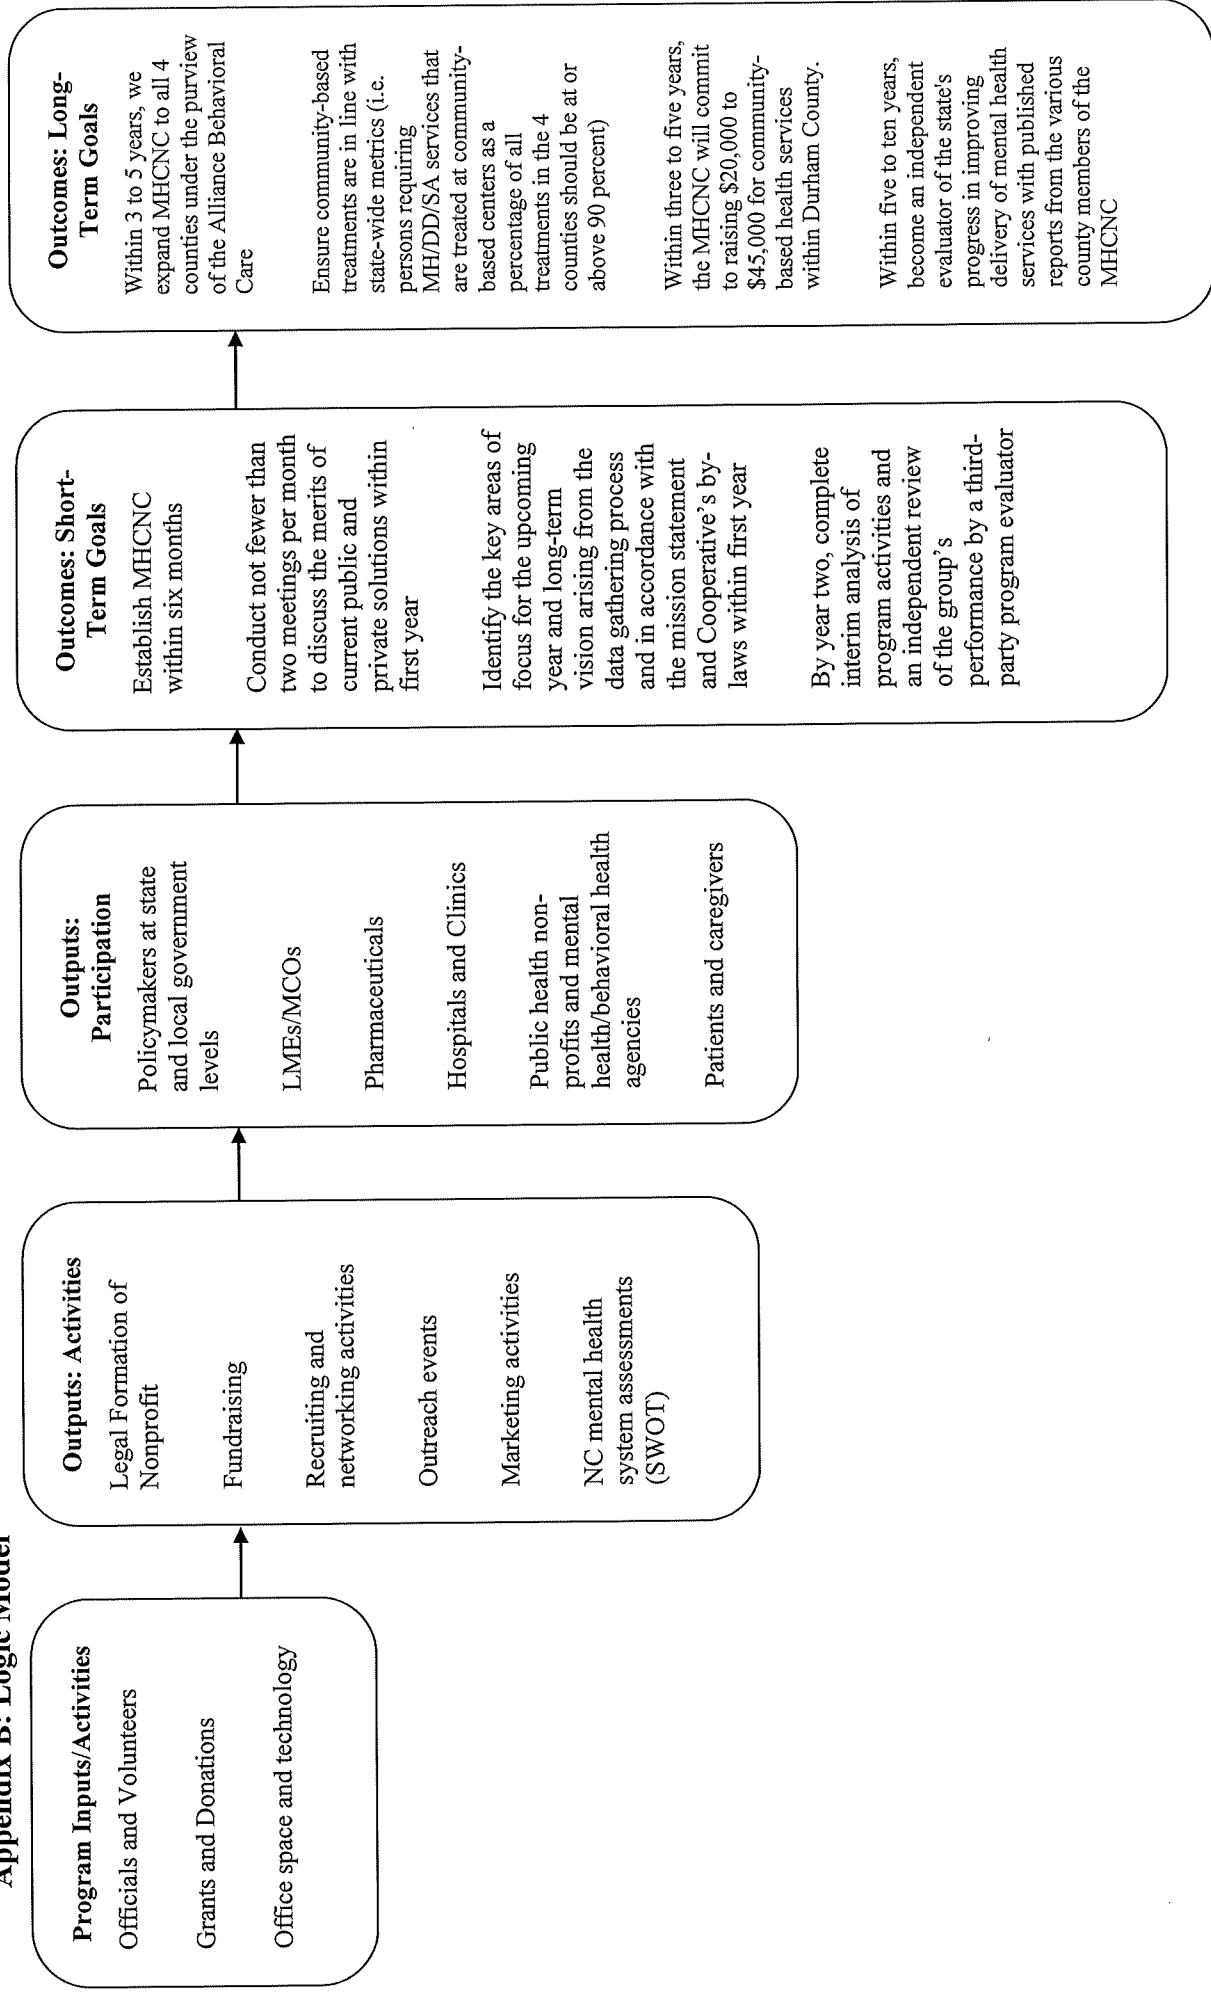 Appendix B: Logic Model
Program Inputs/Activities
Officials and Volunteers
Grants and Donations
Office space and technology
Outputs: Activities
Legal Formation of
Nonprofit
Fundraising
Recruiting and
networking activities
Outreach events
Marketing activities
NC mental health
system assessments
(SWOT)
Outputs:
Participation
Policymakers at state
and local government
levels
LMEs/MCOs
Pharmaceuticals
Hospitals and Clinics
Public health non-
profits and mental
health/behavioral health
agencies
Patients and caregivers
Outcomes: Short-
Term Goals
Establish MHCNC
within six months
Conduct not fewer than
two meetings per month
to discuss the merits of
current public and
private solutions within
first year
Identify the key areas of
focus for the upcoming
year and long-term
vision arising from the
data gathering process
and in accordance with
the mission statement
and Cooperative's by-
laws within first year
By year two, complete
interim analysis of
program activities and
an independent review
of the group's
performance by a third-
party program evaluator
Outcomes: Long-
Term Goals
Within 3 to 5 years, we
expand MHCNC to all 4
counties under the purview
of the Alliance Behavioral
Care
Ensure community-based
treatments are in line with
state-wide metrics (i.e.
persons requiring
MH/DD/SA services that
are treated at community-
based centers as a
percentage of all
treatments in the 4
counties should be at or
above 90 percent)
Within three to five years,
the MHCNC will commit
to raising $20,000 to
$45,000 for community-
based health services
within Durham County.
Within five to ten years,
become an independent
evaluator of the state's
progress in improving
delivery of mental health
services with published
reports from the various
county members of the
MHCNC